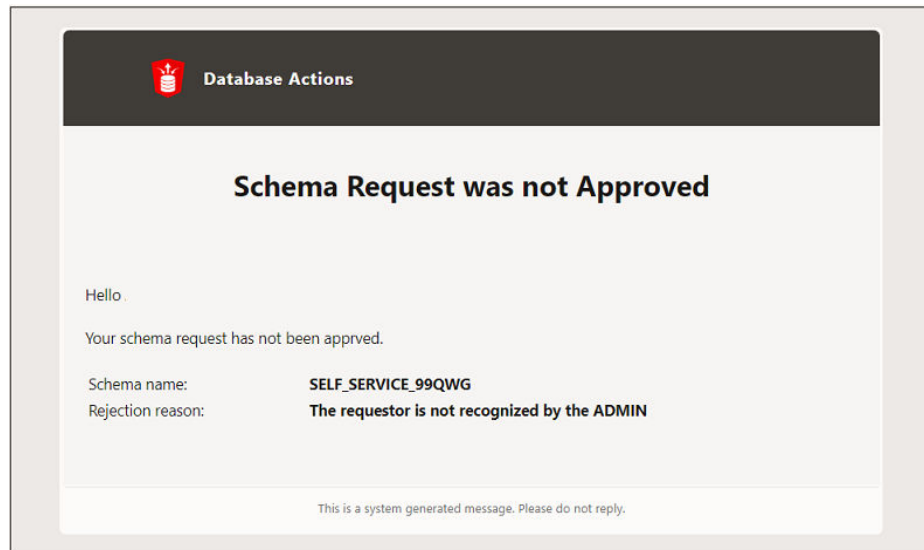 Database Actions
Schema Request was not Approved
Hello
Your schema request has not been apprved.
Schema name: SELF_SERVICE_99QWG
Rejection reason: The requestor is not recognized by the ADMIN
This is a system generated message. Please do not reply.